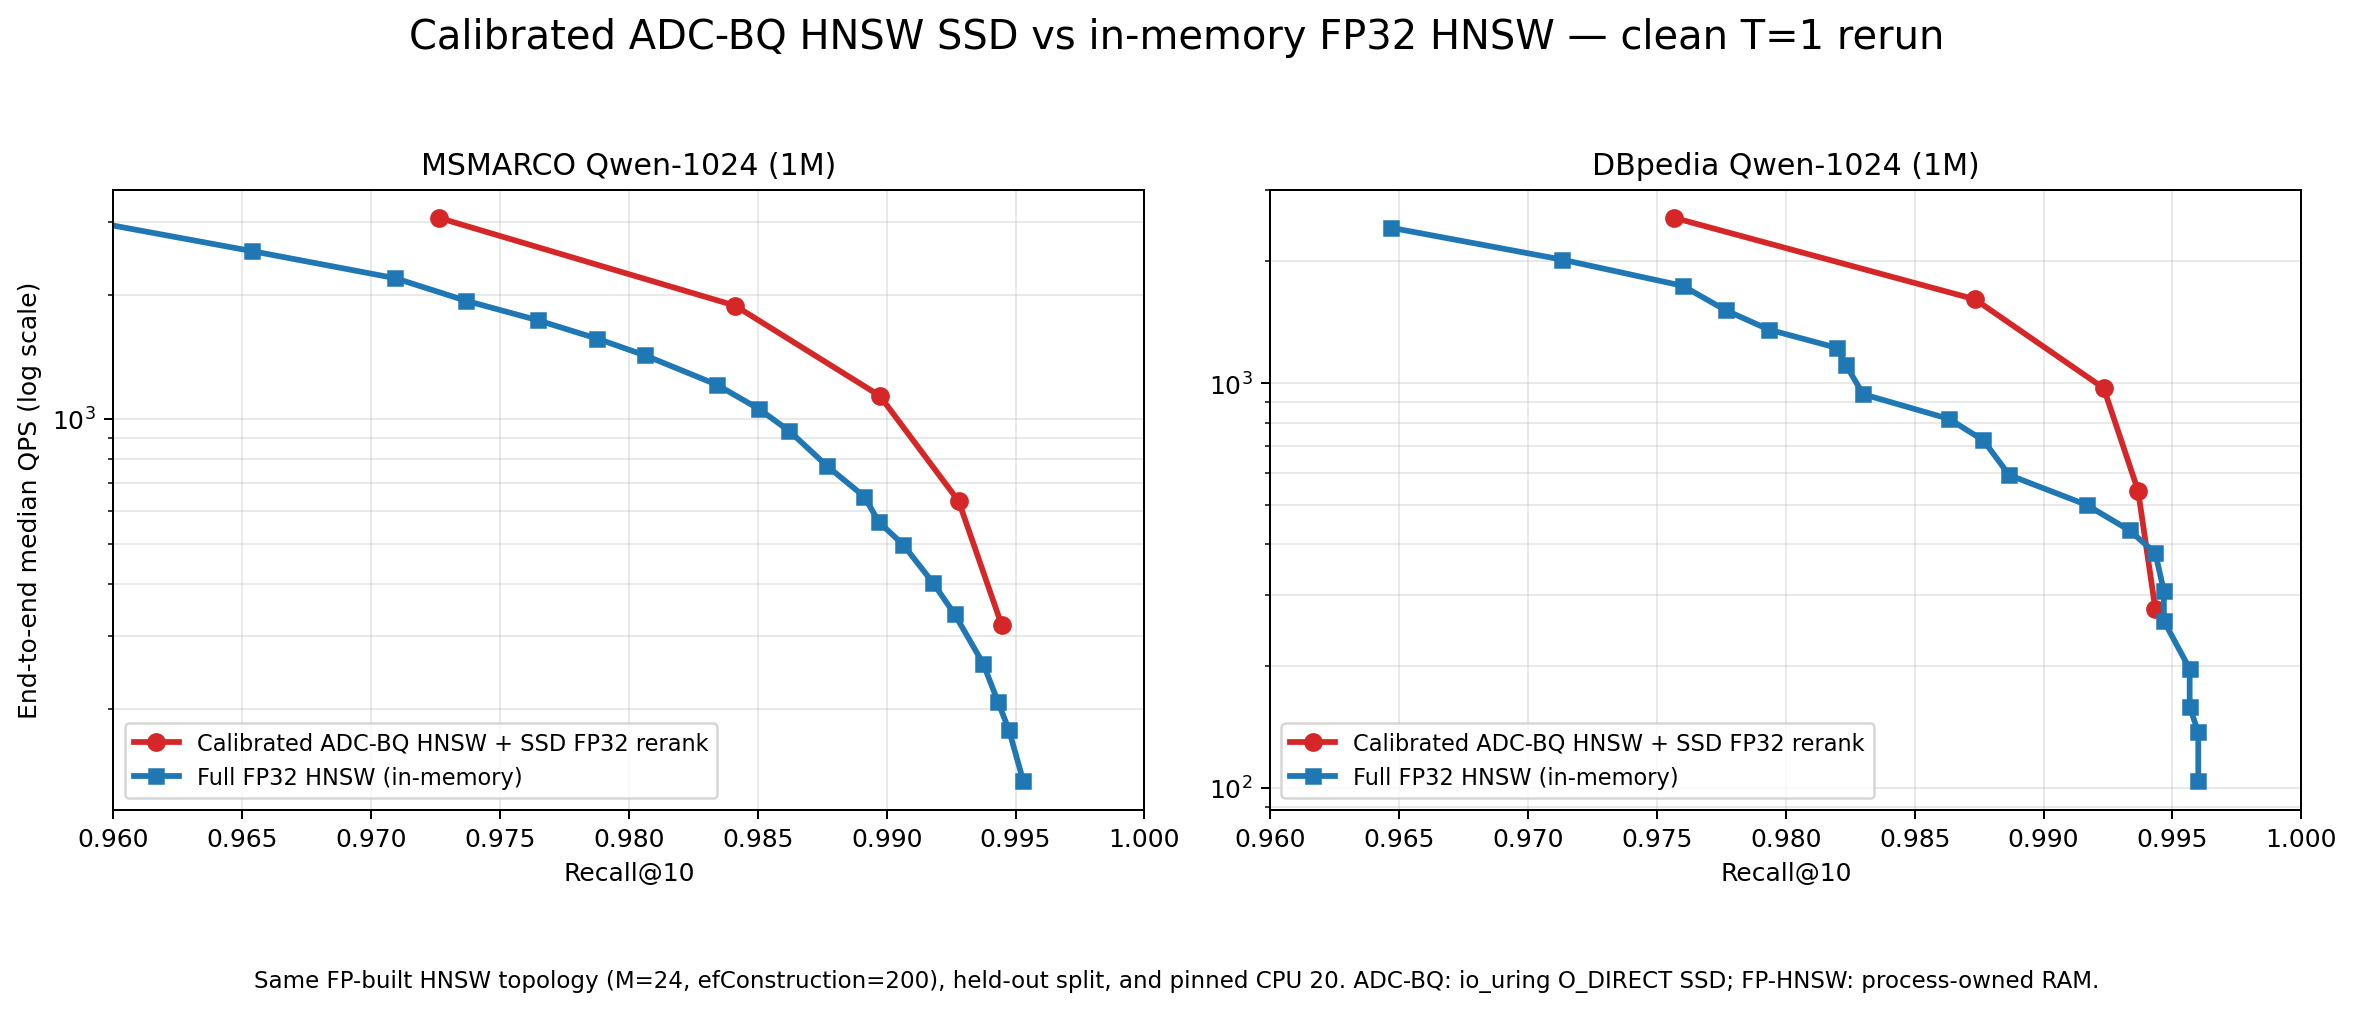 Calibrated ADC-BQ HNSW SSD vs in-memory FP32 HNSW — clean T=1 rerun
MSMARCO Qwen-1024 (1M)
End-to-end median QPS (log scale)
10³
Calibrated ADC-BQ HNSW + SSD FP32 rerank
Full FP32 HNSW (in-memory)
0.960 0.965 0.970 0.975 0.980 0.985 0.990 0.995 1.000
Recall@10
DBpedia Qwen-1024 (1M)
10³
10²
Calibrated ADC-BQ HNSW + SSD FP32 rerank
Full FP32 HNSW (in-memory)
0.960 0.965 0.970 0.975 0.980 0.985 0.990 0.995 1.000
Recall@10
Same FP-built HNSW topology (M=24, efConstruction=200), held-out split, and pinned CPU 20. ADC-BQ: io_uring O_DIRECT SSD; FP-HNSW: process-owned RAM.